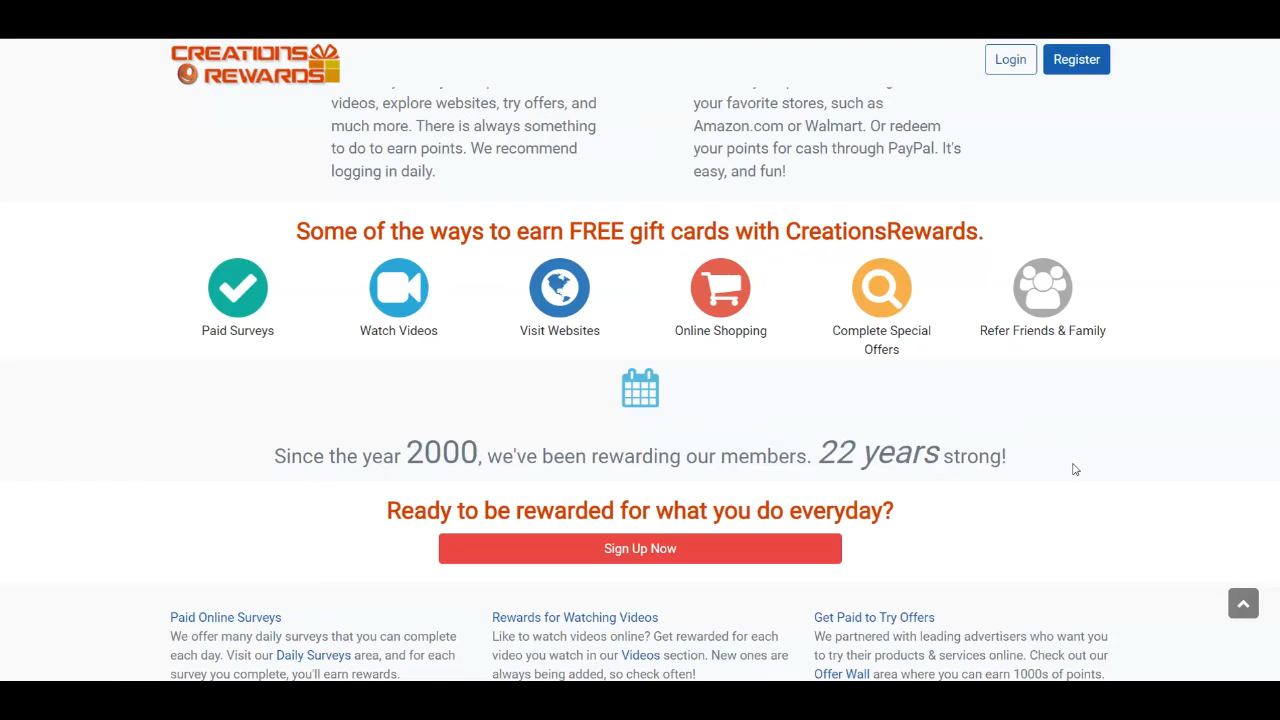 CREATIONS
REWARDS
Login
Register
videos, explore websites, try offers, and
much more. There is always something
to do to earn points. We recommend
logging in daily.
your favorite stores, such as
Amazon.com or Walmart. Or redeem
your points for cash through PayPal. It's
easy, and fun!
Some of the ways to earn FREE gift cards with CreationsRewards.
Paid Surveys
Watch Videos
Visit Websites
Online Shopping
Complete Special
Offers
Refer Friends & Family
Since the year 2000, we've been rewarding our members. 22 years strong!
Ready to be rewarded for what you do everyday?
Sign Up Now
Paid Online Surveys
We offer many daily surveys that you can complete
each day. Visit our Daily Surveys area, and for each
survey you complete, you'll earn rewards.
Rewards for Watching Videos
Like to watch videos online? Get rewarded for each
video you watch in our Videos section. New ones are
always being added, so check often!
Get Paid to Try Offers
We partnered with leading advertisers who want you
to try their products & services online. Check out our
Offer Wall area where you can earn 1000s of points.